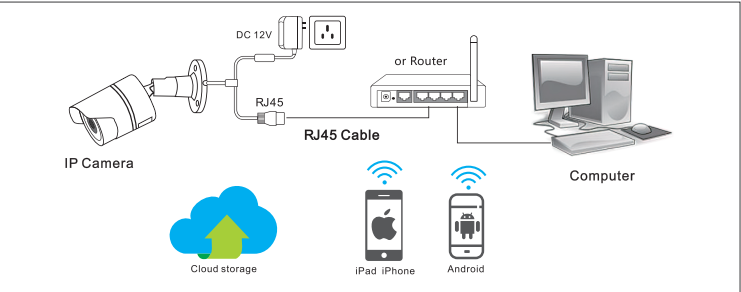 DC 12V
or Router
RJ45
RJ45 Cable
IP Camera
Computer
Cloud storage
iPad iPhone
Android